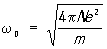 ω₀ = √(4πNe²/m)